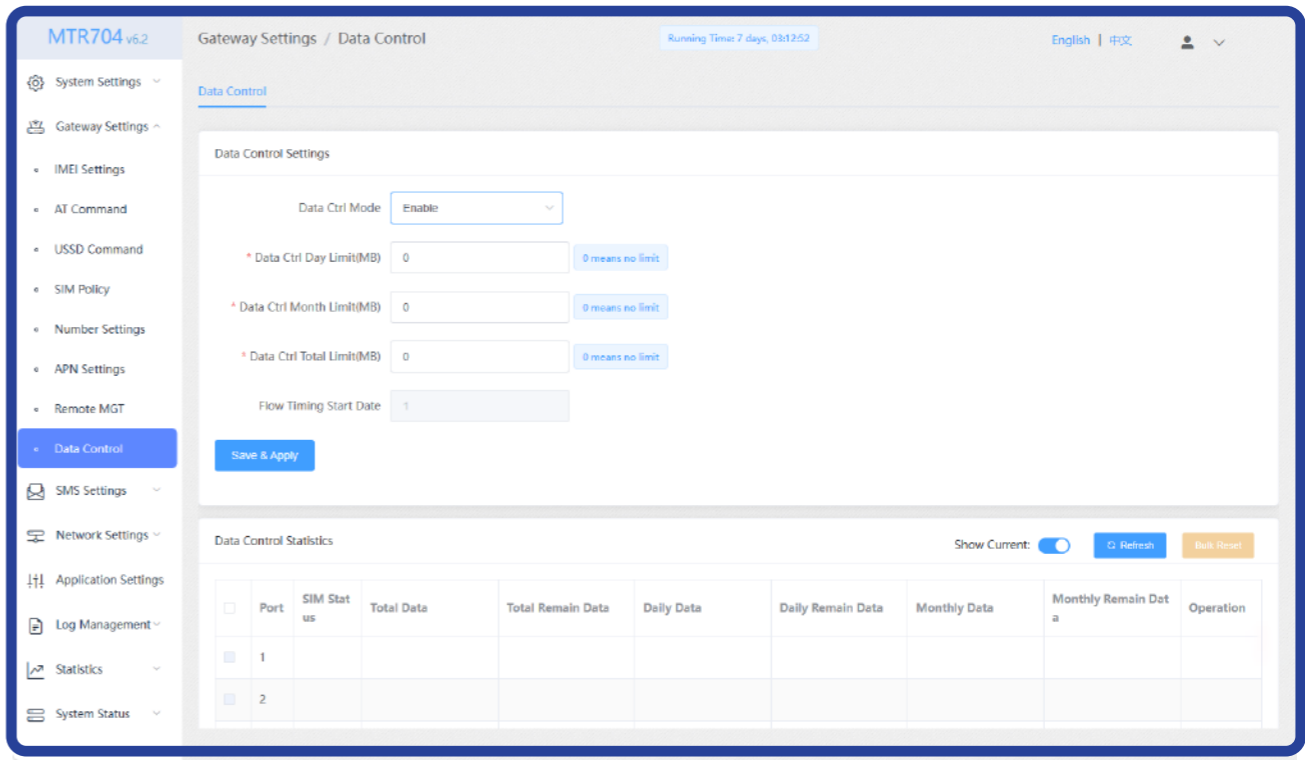 MTR704 v6.2
Gateway Settings / Data Control
Running Time: 7 days, 03:12:52
English | 中文
System Settings
Gateway Settings
IMEI Settings
AT Command
USSD Command
SIM Policy
Number Settings
APN Settings
Remote MGT
Data Control
SMS Settings
Network Settings
Application Settings
Log Management
Statistics
System Status
Data Control
Data Control Settings
Data Ctrl Mode Enable
* Data Ctrl Day Limit(MB) 0 0 means no limit
* Data Ctrl Month Limit(MB) 0 0 means no limit
* Data Ctrl Total Limit(MB) 0 0 means no limit
Flow Timing Start Date 1
Save & Apply
Data Control Statistics
Show Current: Refresh Bulk Reset
Port SIM Stat Total Data Total Remain Data Daily Data Daily Remain Data Monthly Data Monthly Remain Dat Operation
us a
1
2